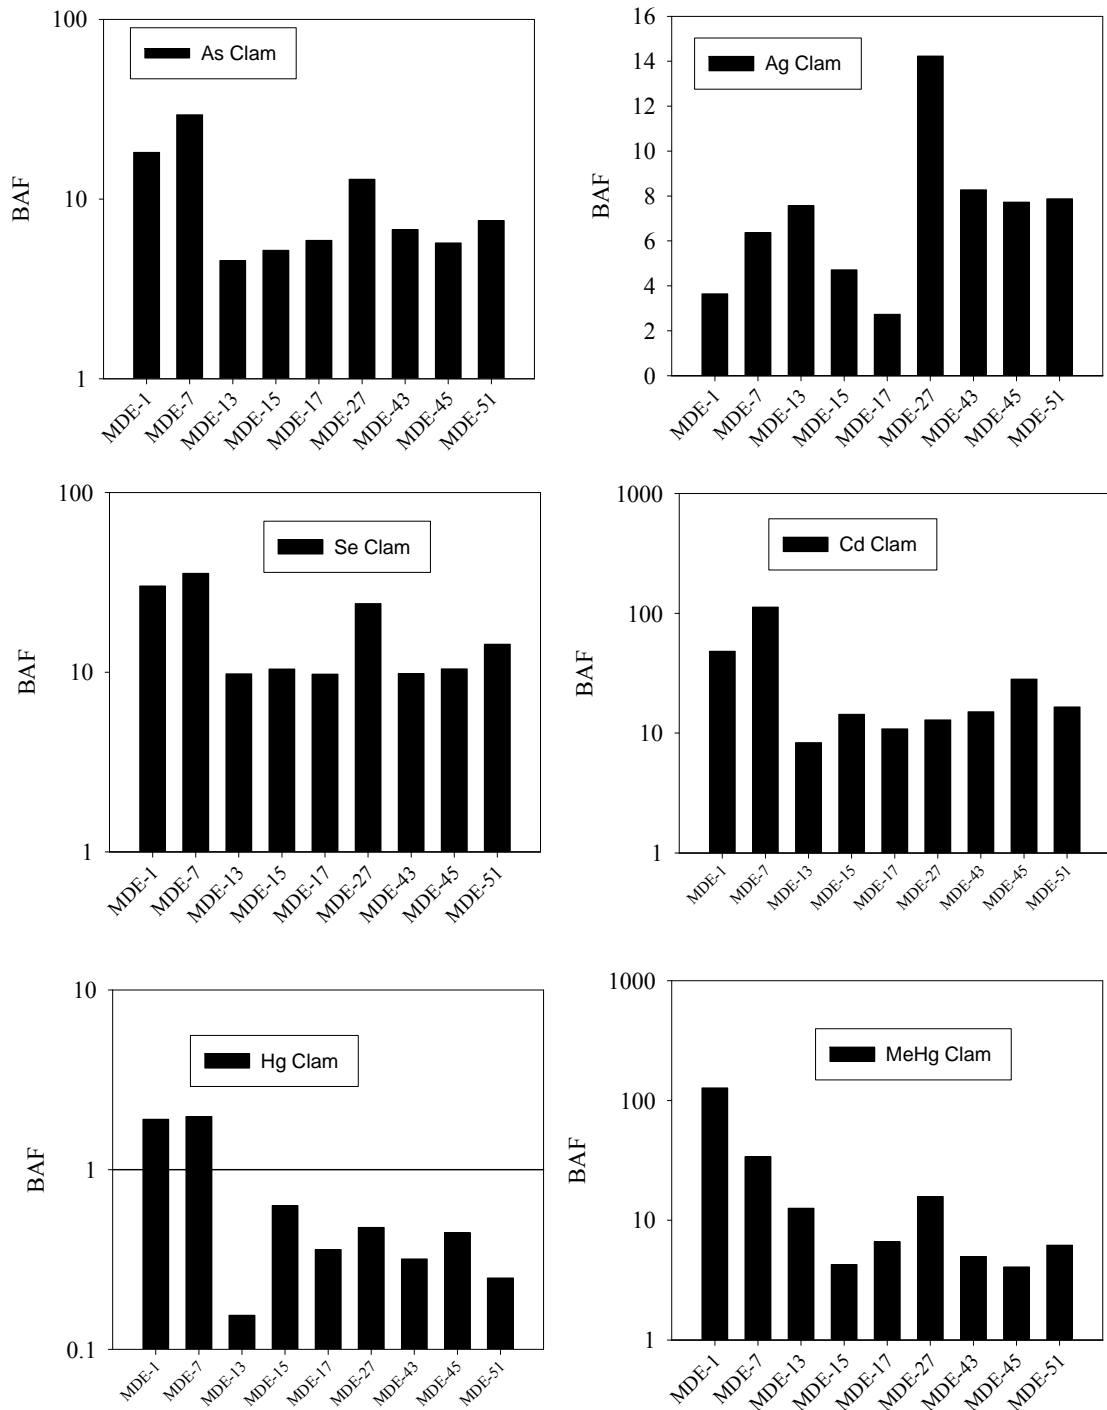 100
10
1
BAF
As Clam
MDE-1
MDE-7
MDE-13
MDE-15
MDE-17
MDE-27
MDE-43
MDE-45
MDE-51
16
14
12
10
8
6
4
2
0
BAF
Ag Clam
MDE-1
MDE-7
MDE-13
MDE-15
MDE-17
MDE-27
MDE-43
MDE-45
MDE-51
100
10
1
BAF
Se Clam
MDE-1
MDE-7
MDE-13
MDE-15
MDE-17
MDE-27
MDE-43
MDE-45
MDE-51
1000
100
10
1
BAF
Cd Clam
MDE-1
MDE-7
MDE-13
MDE-15
MDE-17
MDE-27
MDE-43
MDE-45
MDE-51
10
1
0.1
BAF
Hg Clam
MDE-1
MDE-7
MDE-13
MDE-15
MDE-17
MDE-27
MDE-43
MDE-45
MDE-51
1000
100
10
1
BAF
MeHg Clam
MDE-1
MDE-7
MDE-13
MDE-15
MDE-17
MDE-27
MDE-43
MDE-45
MDE-51